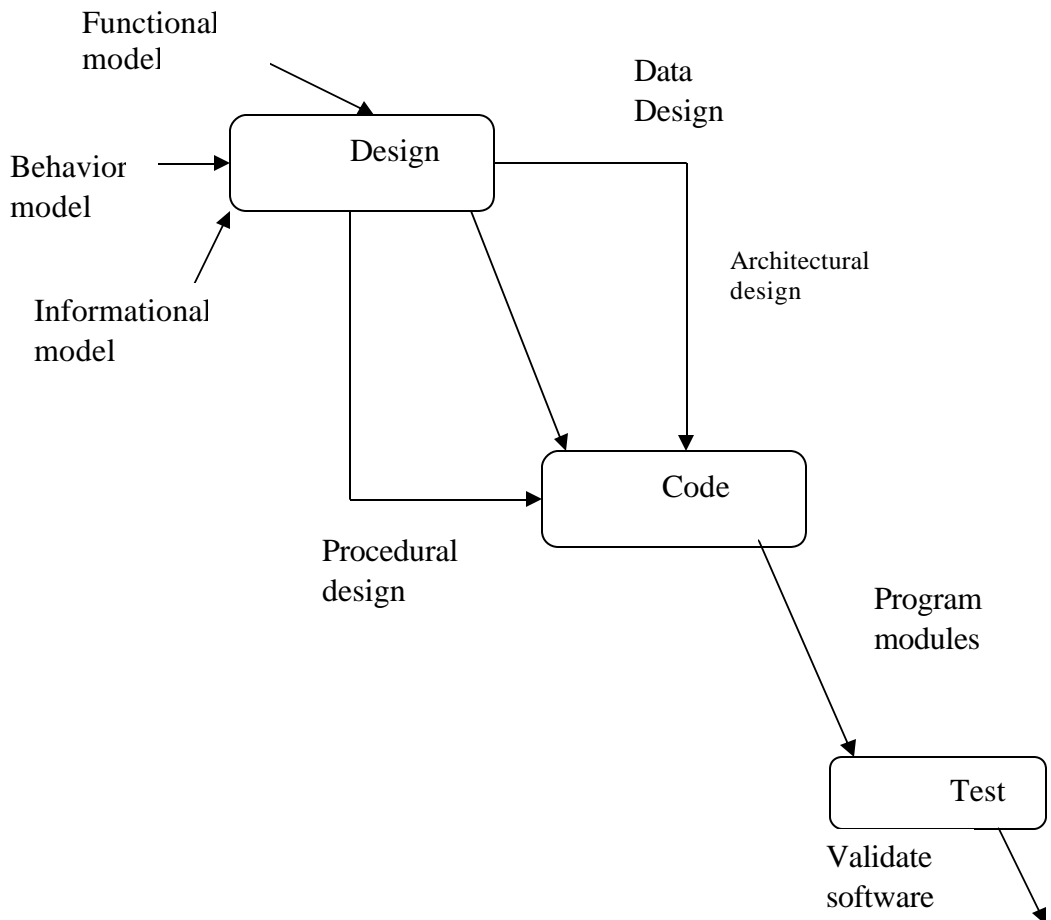 Functional
model
Data
Design
Design
Behavior
model
Architectural
design
Informational
model
Code
Procedural
design
Program
modules
Test
Validate
software